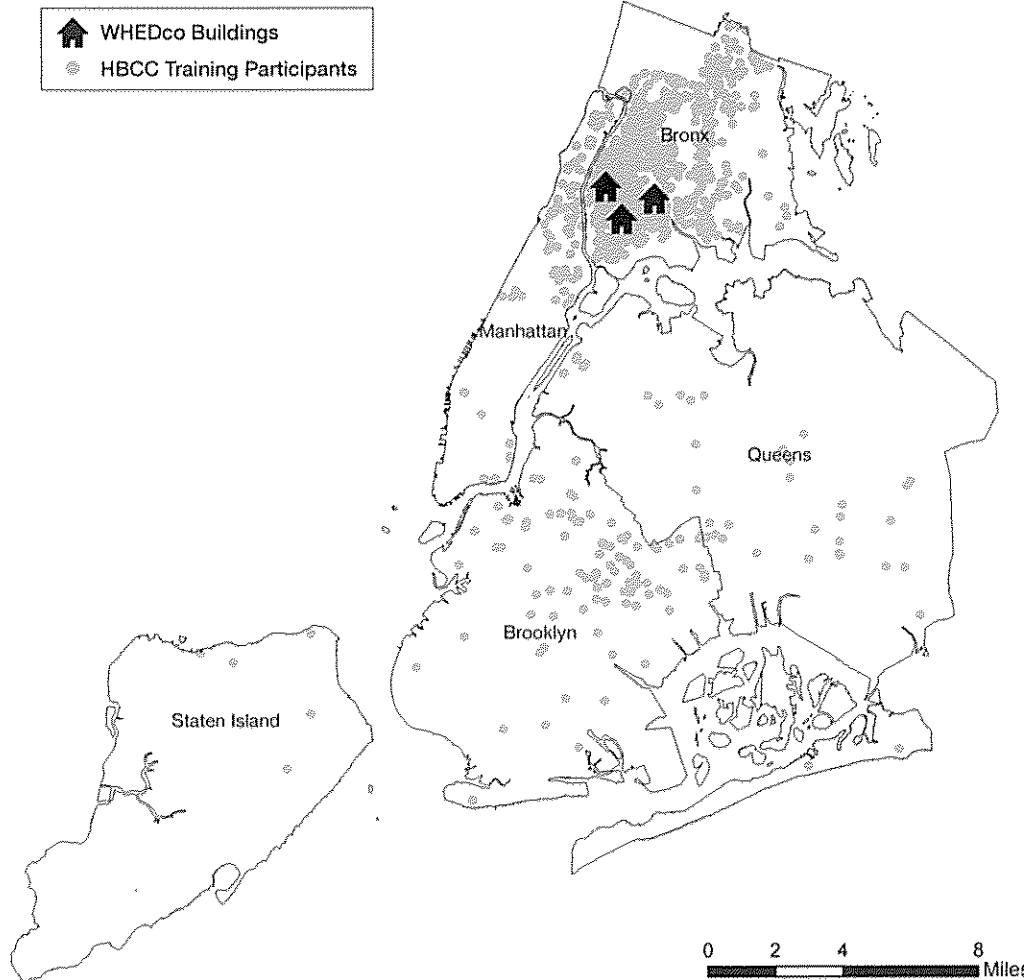 WHEDco Buildings
HBCC Training Participants
Bronx
Manhattan
Queens
Brooklyn
Staten Island
0 2 4 8
Miles